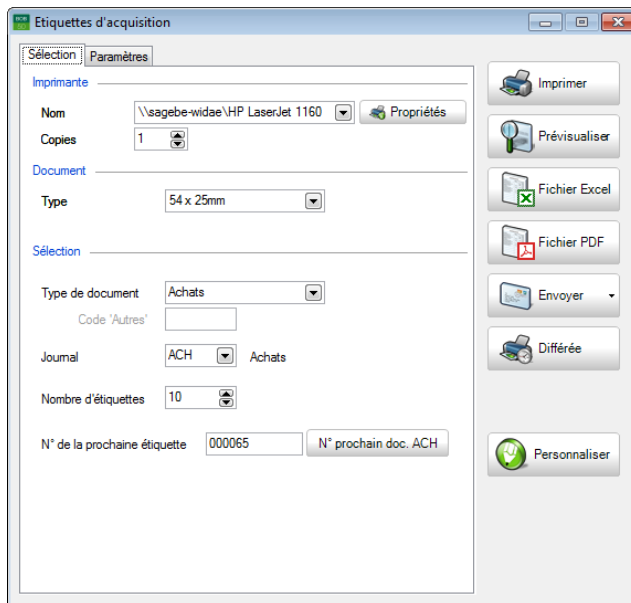 Etiquettes d'acquisition
Sélection Paramètres
Imprimante
Nom \\sagebe-widae\HP LaserJet 1160 Propriétés
Copies 1
Document
Type 54 x 25mm
Sélection
Type de document Achats
Code 'Autres'
Journal ACH Achats
Nombre d'étiquettes 10
N° de la prochaine étiquette 000065 N° prochain doc. ACH
Imprimer
Prévisualiser
Fichier Excel
Fichier PDF
Envoyer
Différée
Personnaliser